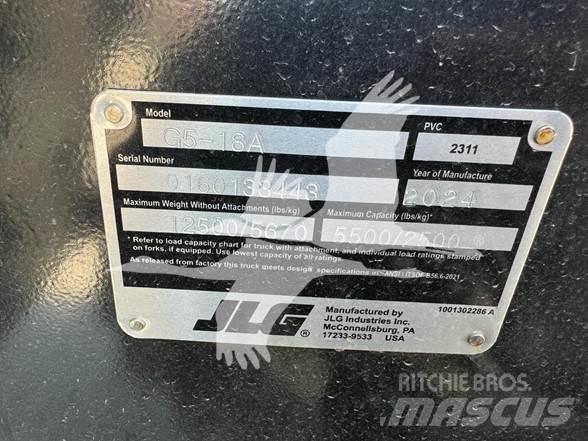 Model
G5-18A
PVC
2311
Serial Number
0160138443
Year of Manufacture
2024
Maximum Weight Without Attachments (lbs/kg)
12500/5670
Maximum Capacity (lbs/kg)*
5500/2500
* Refer to load capacity chart for truck with attachment, and individual load ratings stamped
on forks, if equipped. Use lowest capacity of all ratings.
As released from factory this truck meets design specifications in ANSI / ITSDF B56.6-2021
JLG®
Manufactured by
JLG Industries Inc.
McConnellsburg, PA
17233-9533 USA
1001302286 A
RITCHIE BROS.
mascus